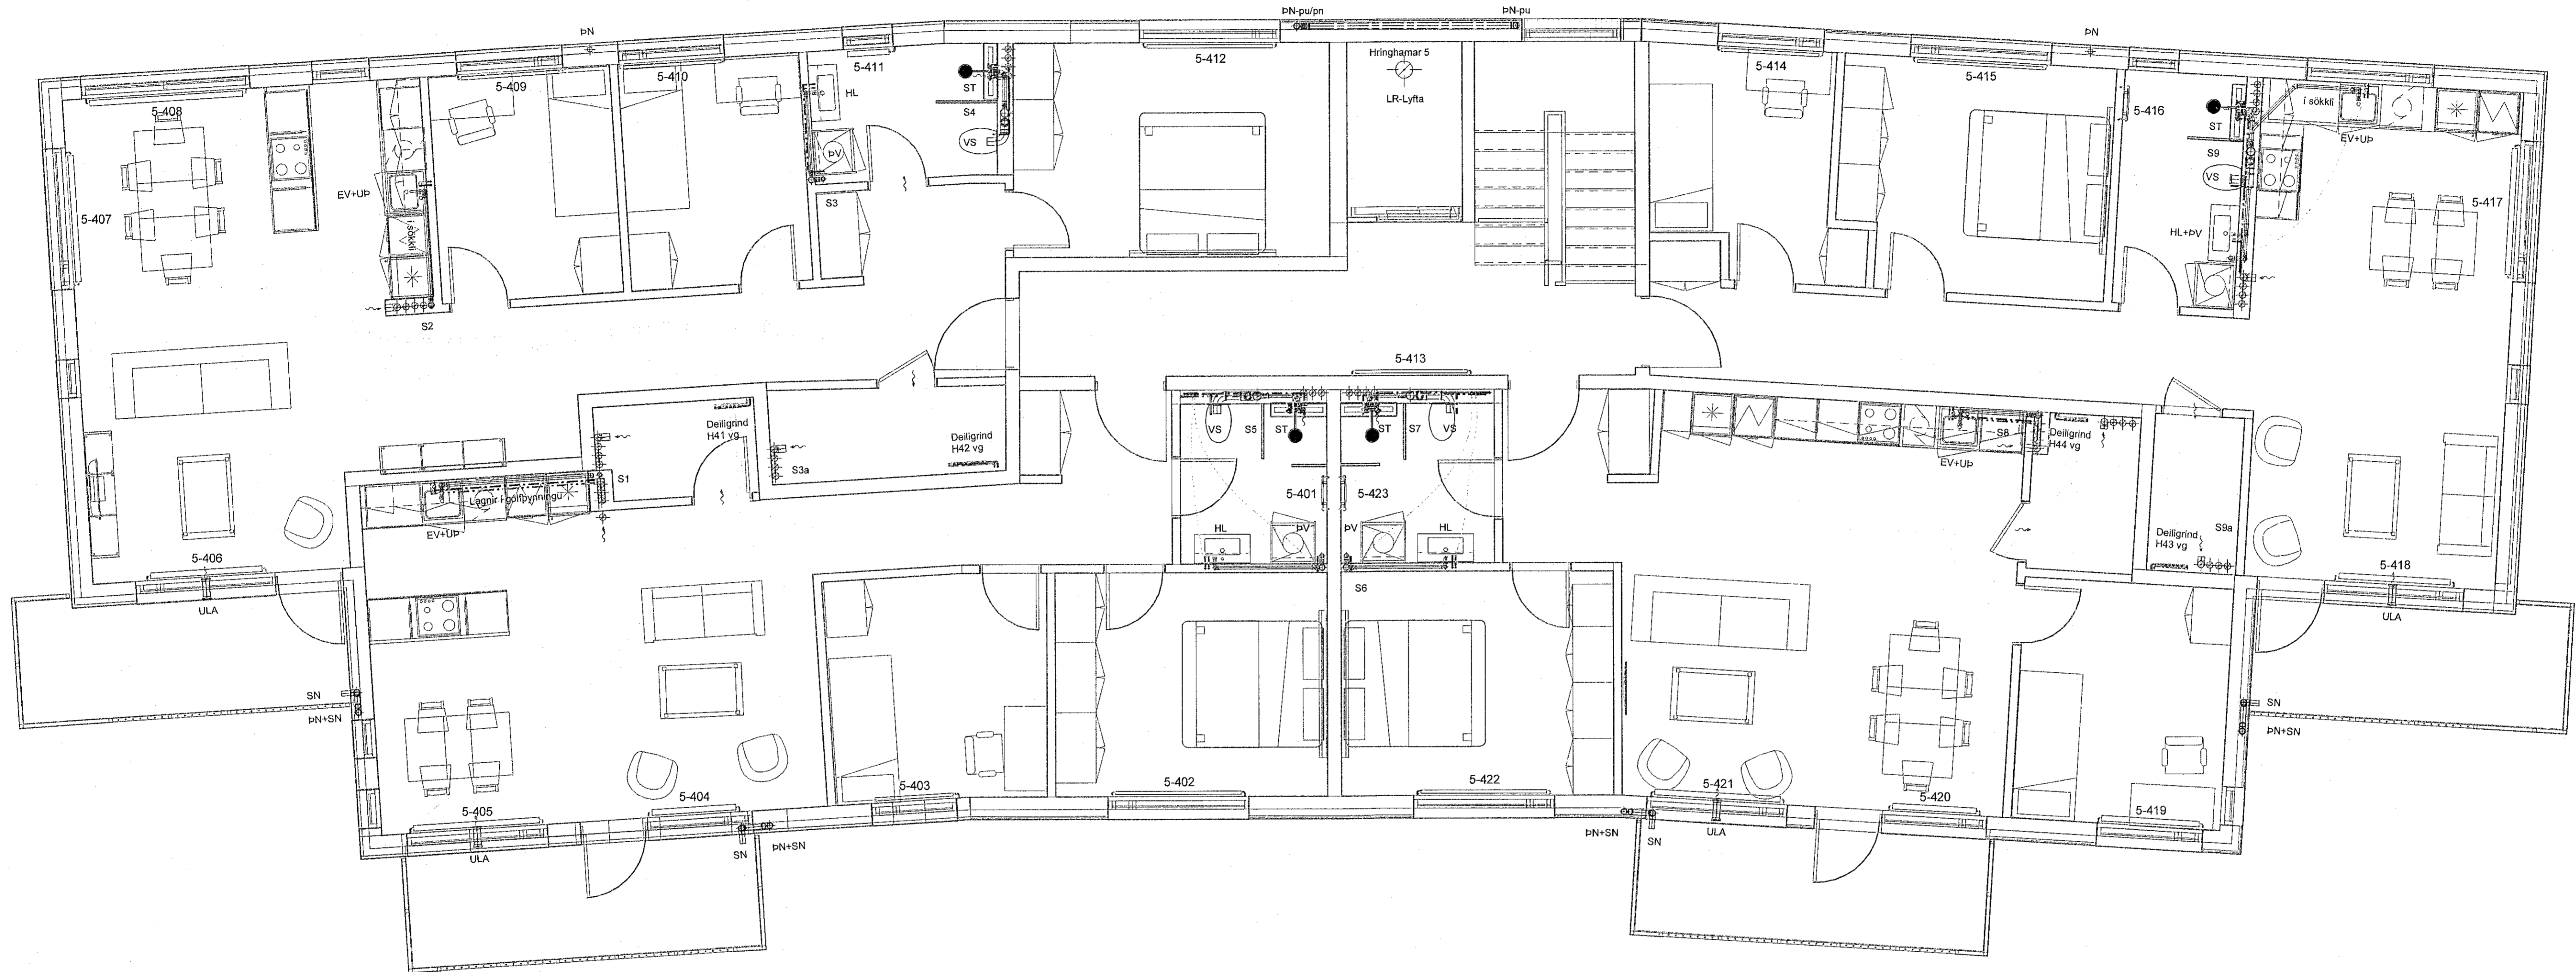 ÞN-pu/pn
ÞN-pu
ÞN
ÞN
5-408
5-409
5-410
5-411
5-412
Hringhamar 5
LR-Lyfta
5-414
5-415
5-416
5-417
5-407
HL
ST
S4
VS
ÞV
S3
EV+UÞ
í sökkli
S2
ST
S9
VS
HL+ÞV
í sökkli
EV+UÞ
5-413
Deiligrind
H41 vg
Deiligrind
H42 vg
S1
S3a
VS
S5
ST
ST
S7
VS
5-401
5-423
HL
ÞV
ÞV
HL
S6
S8
EV+UÞ
Deiligrind
H44 vg
Deiligrind
H43 vg
S9a
Lagnir í gólfþynningu
EV+UÞ
5-406
ULA
SN
ÞN+SN
5-418
ULA
SN
ÞN+SN
5-405
ULA
5-404
SN
ÞN+SN
5-403
5-402
5-422
ÞN+SN
SN
5-421
ULA
5-420
5-419